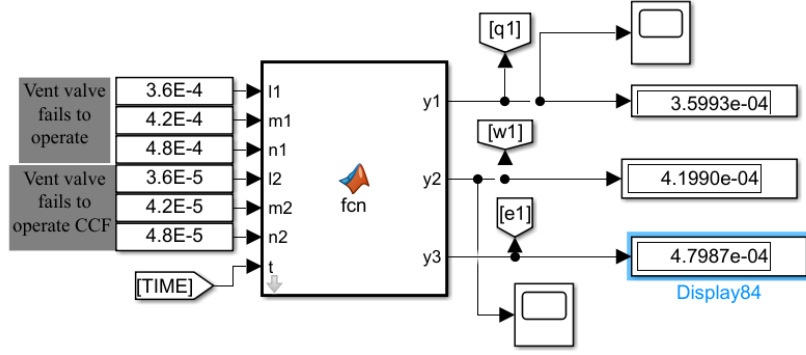 [q1]
Vent valve
fails to
operate
3.6E-4
4.2E-4
4.8E-4
Vent valve
fails to
operate CCF
3.6E-5
4.2E-5
4.8E-5
[TIME]
l1
m1
n1
l2
m2
n2
t
fcn
y1
y2
y3
3.5993e-04
[w1]
4.1990e-04
[e1]
4.7987e-04
Display84